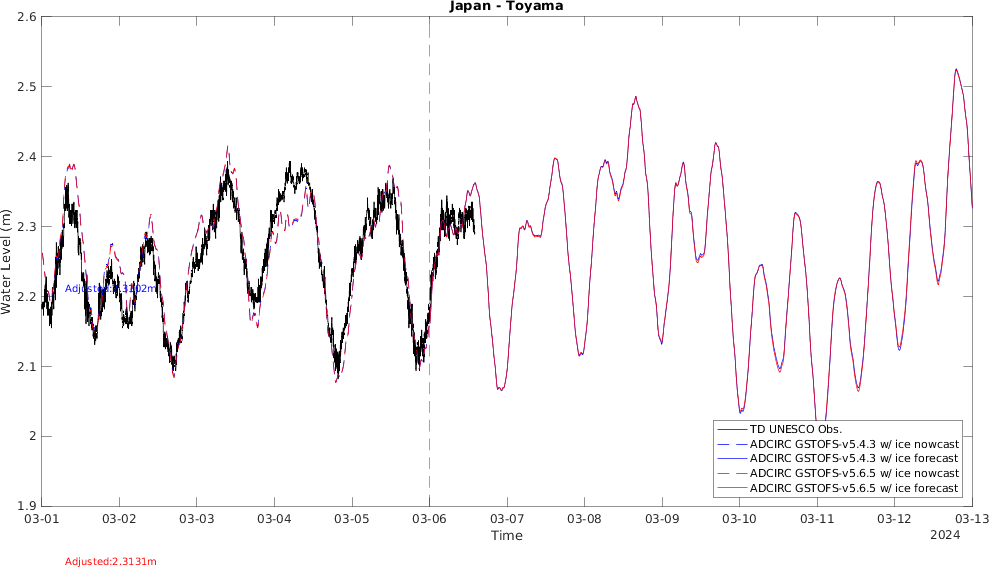 Japan - Toyama
Water Level (m)
2.6
2.5
2.4
2.3
2.2
2.1
2
1.9
Adjusted:2.3202m
TD UNESCO Obs.
ADCIRC GSTOFS-v5.4.3 w/ ice nowcast
ADCIRC GSTOFS-v5.4.3 w/ ice forecast
ADCIRC GSTOFS-v5.6.5 w/ ice nowcast
ADCIRC GSTOFS-v5.6.5 w/ ice forecast
03-01 03-02 03-03 03-04 03-05 03-06 03-07 03-08 03-09 03-10 03-11 03-12 03-13
Time
2024
Adjusted:2.3131m